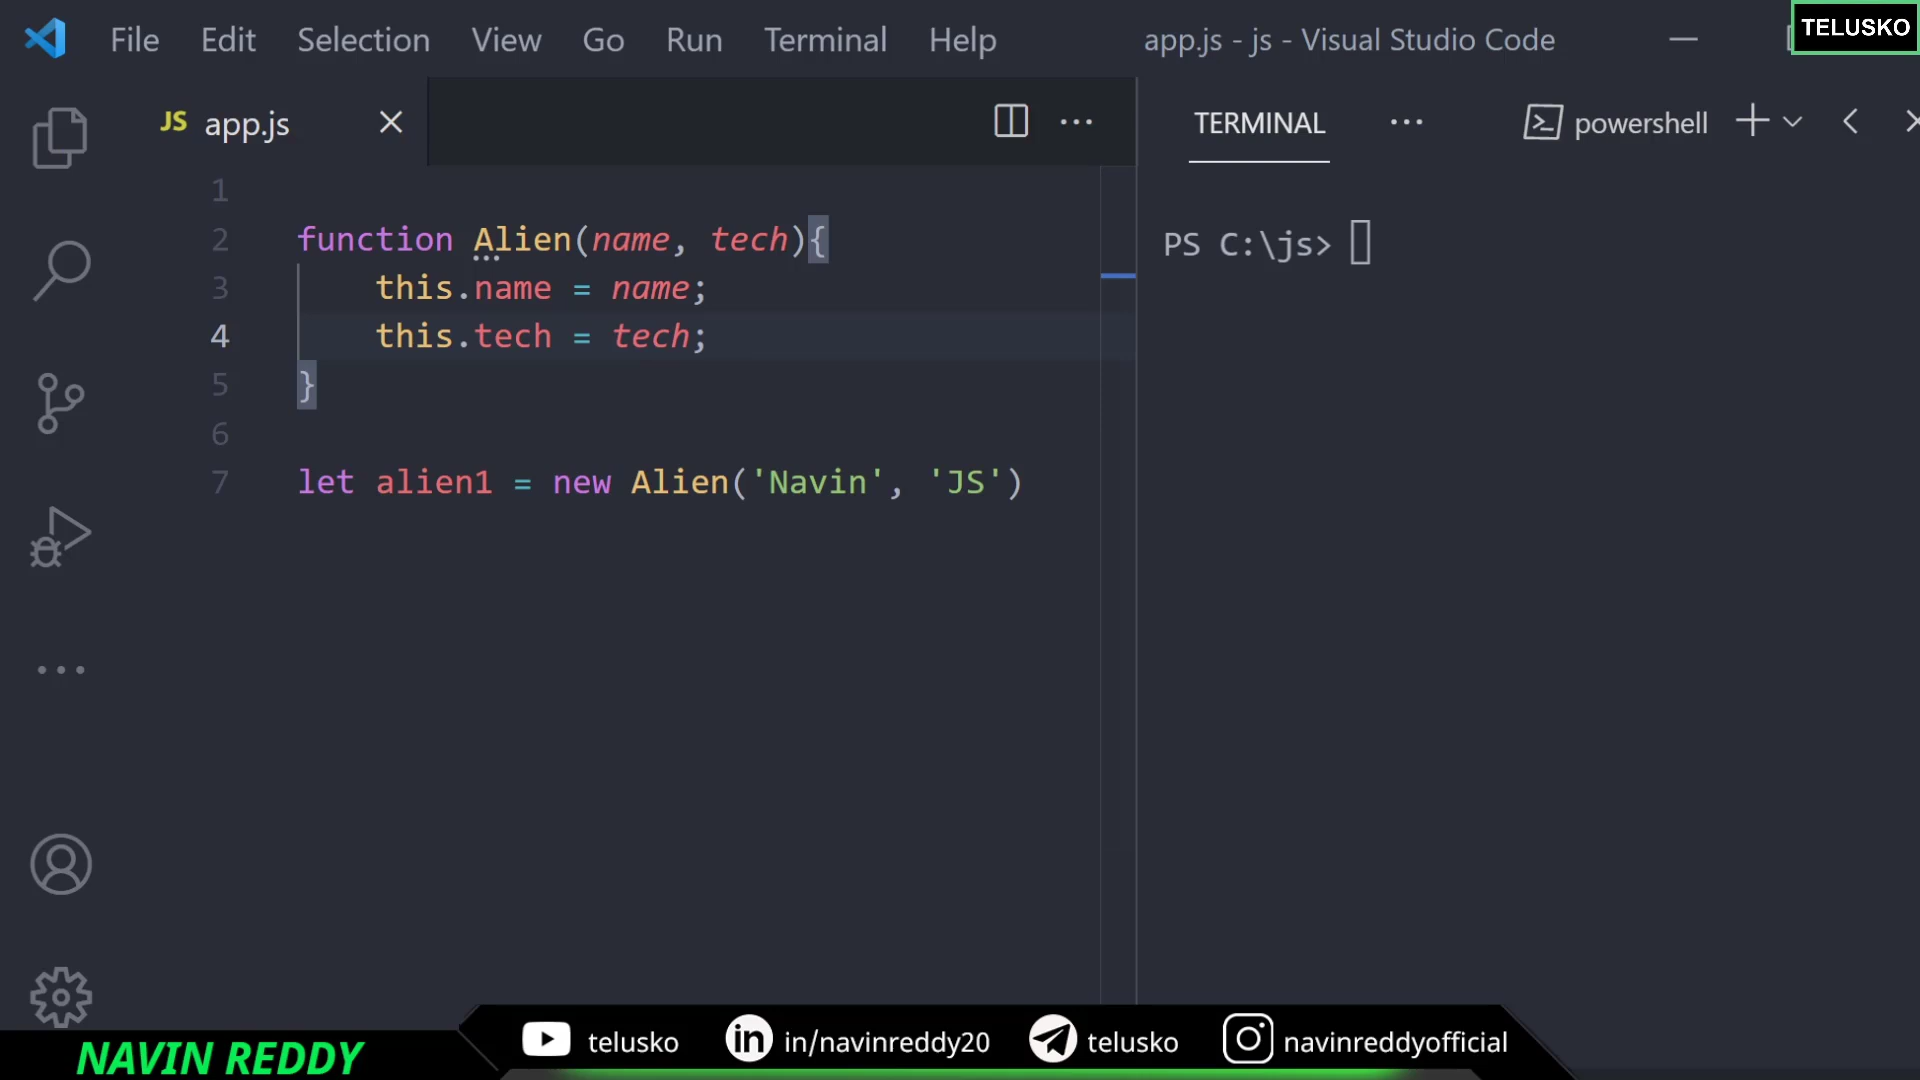 File Edit Selection View Go Run Terminal Help app.js - js - Visual Studio Code TELUSKO
JS app.js
TERMINAL powershell
1
2 function Alien(name, tech){
3 this.name = name;
4 this.tech = tech;
5 }
6
7 let alien1 = new Alien('Navin', 'JS')
PS C:\js>
NAVIN REDDY
telusko in in/navinreddy20 telusko navinreddyofficial